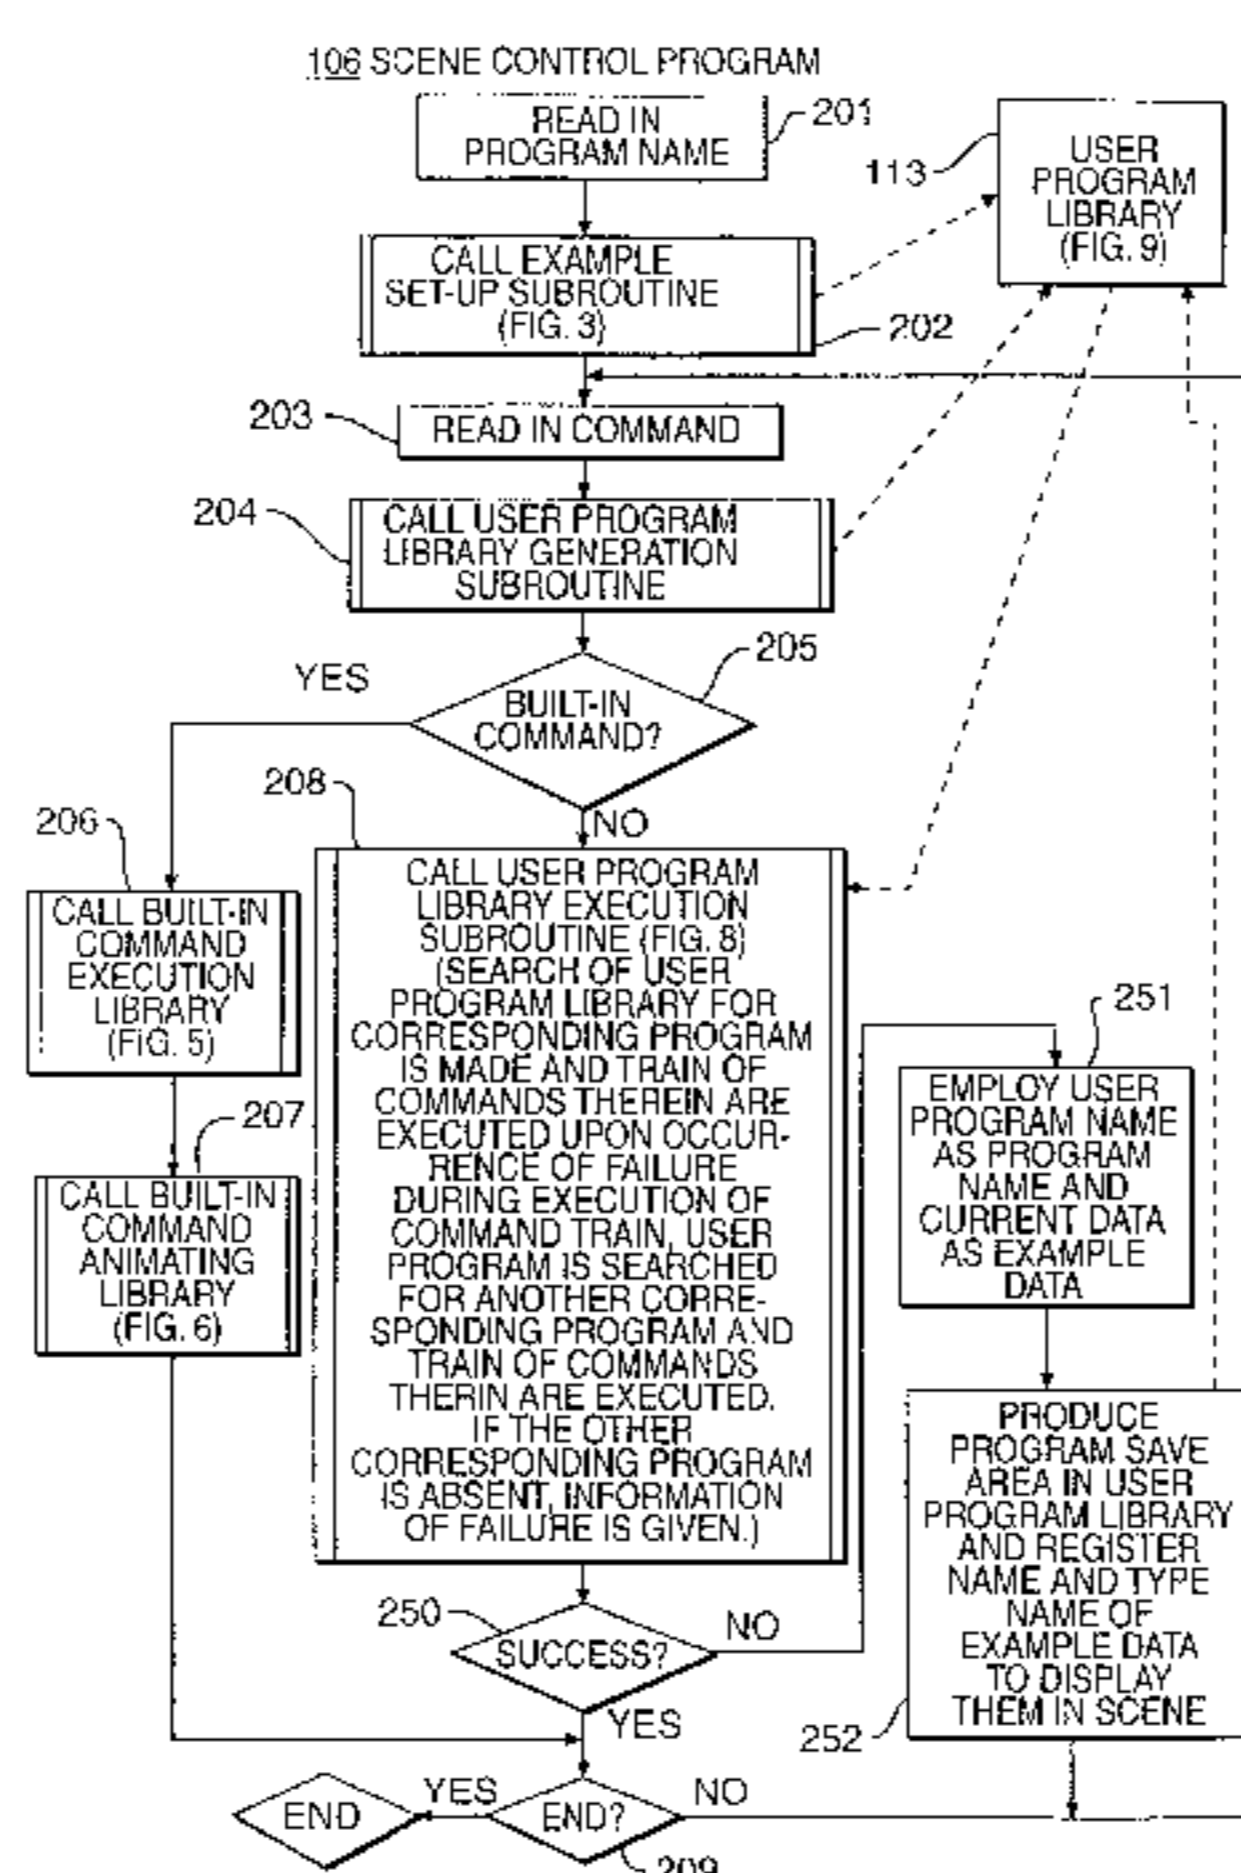 106 SCENE CONTROL PROGRAM
READ IN
PROGRAM NAME
201
USER
PROGRAM
LIBRARY
(FIG. 9)
113
CALL EXAMPLE
SET-UP SUBROUTINE
(FIG. 3)
202
203
READ IN COMMAND
204
CALL USER PROGRAM
LIBRARY GENERATION
SUBROUTINE
205
YES
BUILT-IN
COMMAND?
NO
208
206
CALL BUILT-IN
COMMAND
EXECUTION
LIBRARY
(FIG. 5)
207
CALL BUILT-IN
COMMAND
ANIMATING
LIBRARY
(FIG. 6)
CALL USER PROGRAM
LIBRARY EXECUTION
SUBROUTINE (FIG. 8)
(SEARCH OF USER
PROGRAM LIBRARY FOR
CORRESPONDING PROGRAM
IS MADE AND TRAIN OF
COMMANDS THEREIN ARE
EXECUTED UPON OCCUR-
RENCE OF FAILURE
DURING EXECUTION OF
COMMAND TRAIN, USER
PROGRAM IS SEARCHED
FOR ANOTHER CORRE-
SPONDING PROGRAM AND
TRAIN OF COMMANDS
THERIN ARE EXECUTED.
IF THE OTHER
CORRESPONDING PROGRAM
IS ABSENT, INFORMATION
OF FAILURE IS GIVEN.)
251
EMPLOY USER
PROGRAM NAME
AS PROGRAM
NAME AND
CURRENT DATA
AS EXAMPLE
DATA
PRODUCE
PROGRAM SAVE
AREA IN USER
PROGRAM LIBRARY
AND REGISTER
NAME AND TYPE
NAME OF
EXAMPLE DATA
TO DISPLAY
THEM IN SCENE
252
250
SUCCESS?
NO
YES
END
YES
END?
NO
209